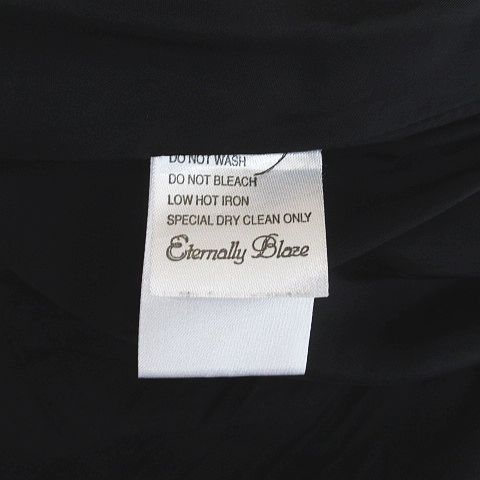 DO NOT WASH
DO NOT BLEACH
LOW HOT IRON
SPECIAL DRY CLEAN ONLY
Eternally Blaze